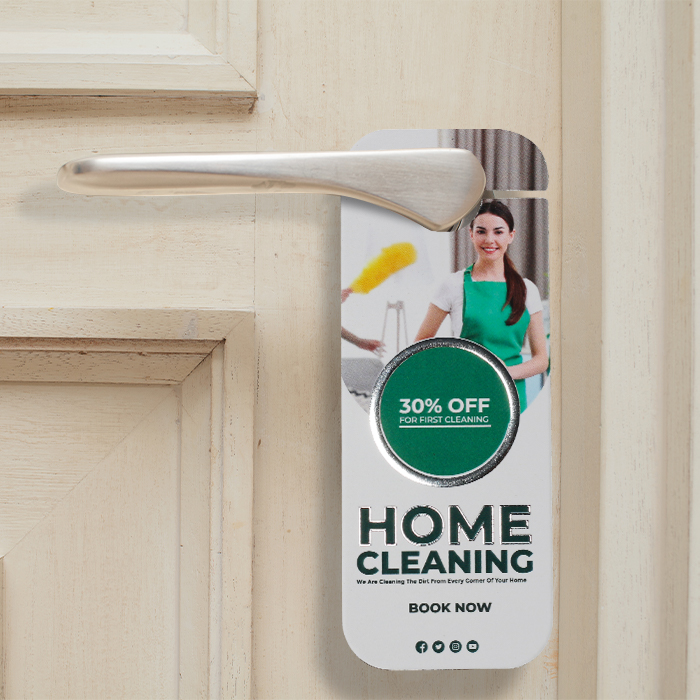 30% OFF
FOR FIRST CLEANING
HOME
CLEANING
We Are Cleaning The Dirt From Every Corner Of Your Home
BOOK NOW